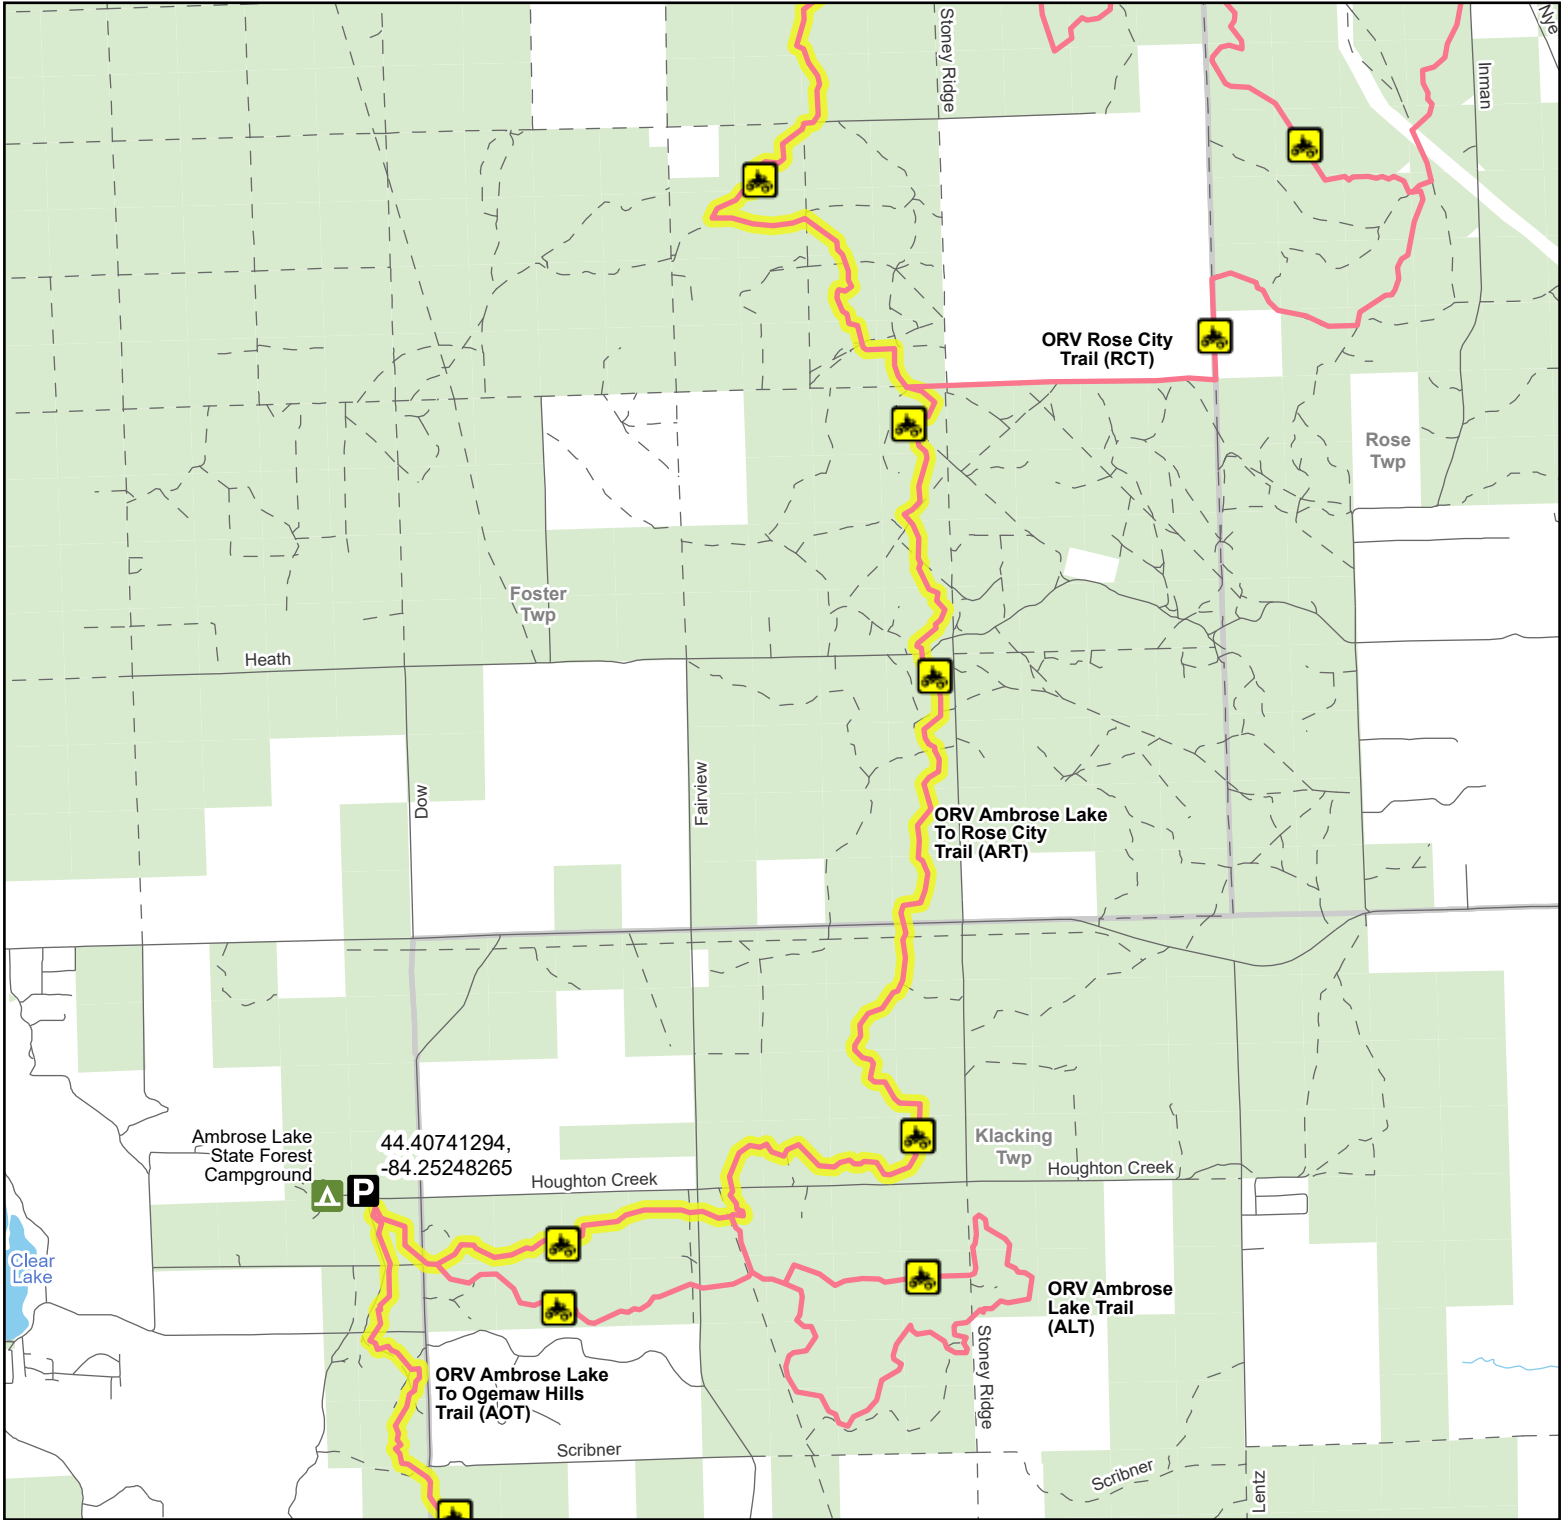 Stoney Ridge
Nye
Inman
ORV Rose City
Trail (RCT)
Rose
Twp
Foster
Twp
Heath
Dow
Fairview
ORV Ambrose Lake
To Rose City
Trail (ART)
Ambrose Lake
State Forest
Campground
44.40741294,
-84.25248265
P
Houghton Creek
Klacking
Twp
Houghton Creek
Clear
Lake
ORV Ambrose
Lake Trail
(ALT)
Stoney Ridge
ORV Ambrose Lake
To Ogemaw Hills
Trail (AOT)
Scribner
Scribner
Lentz